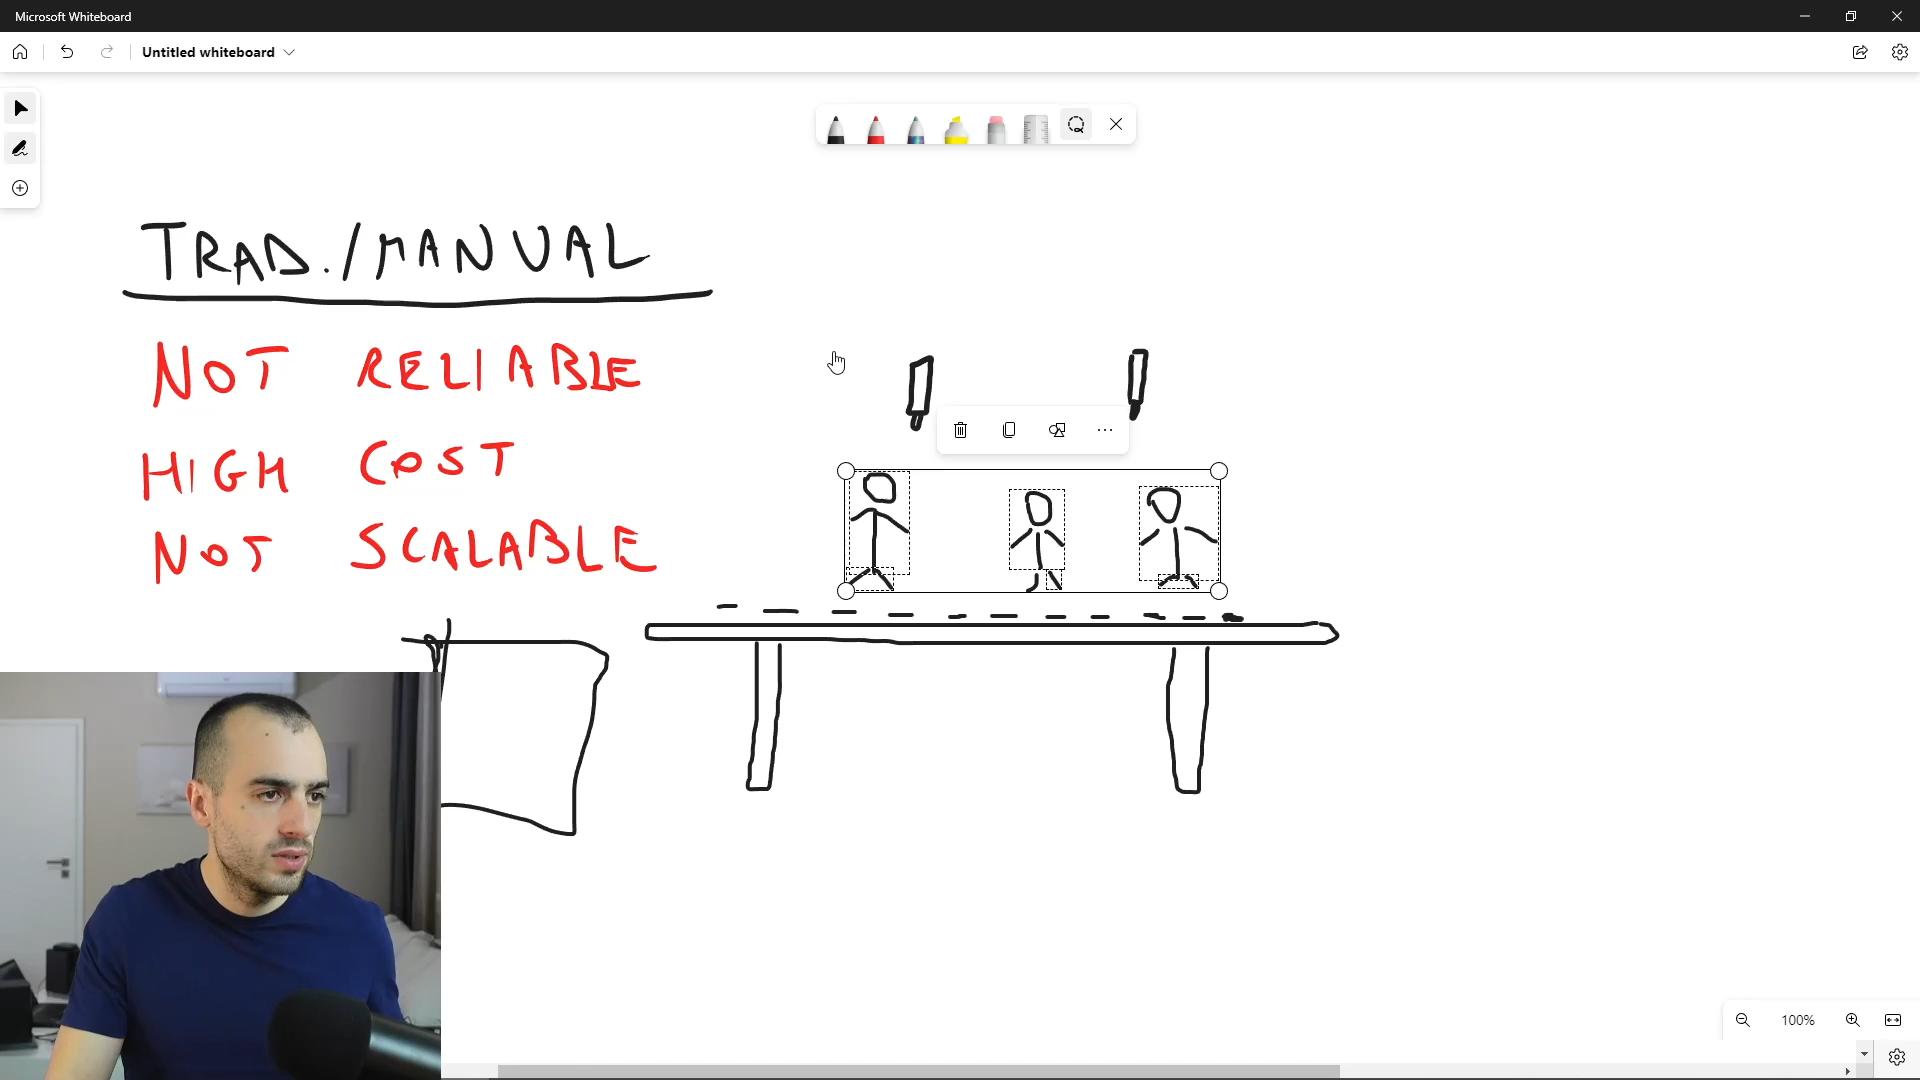 Microsoft Whiteboard
Untitled whiteboard
TRAD./MANUAL
NOT RELIABLE
HIGH COST
NOT SCALABLE
100%